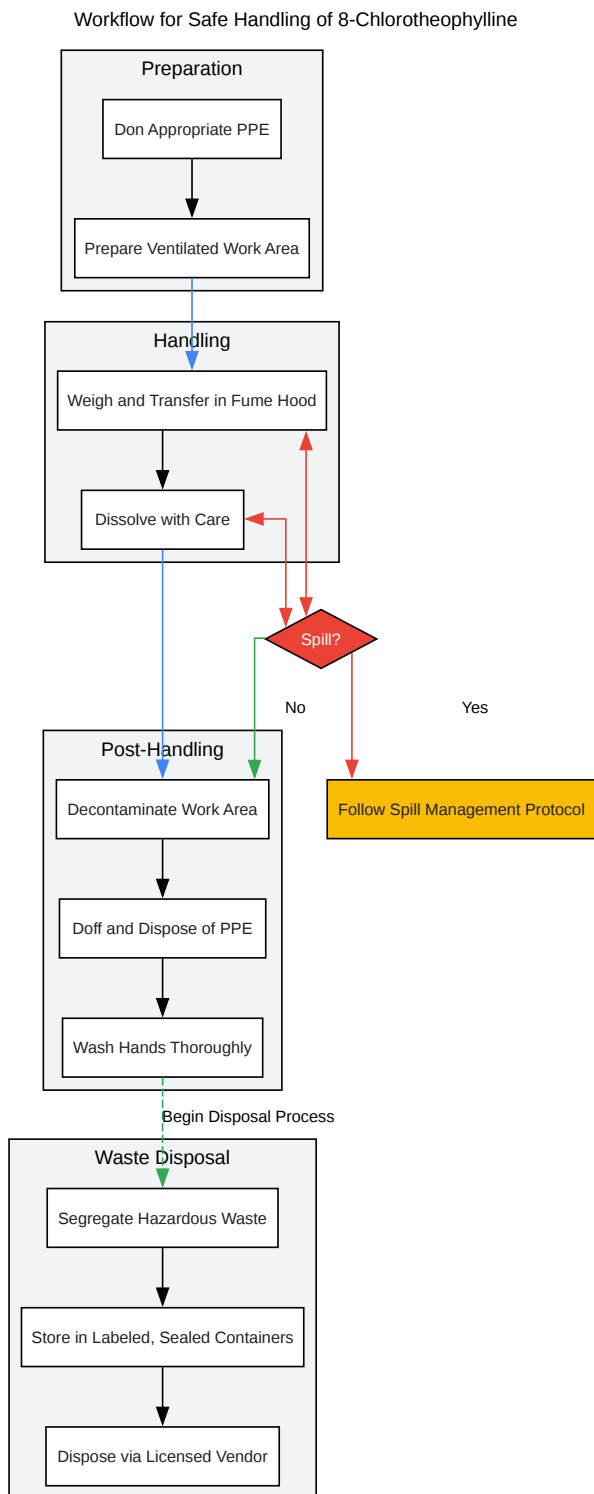 Workflow for Safe Handling of 8-Chlorotheophylline
Preparation
Don Appropriate PPE
Prepare Ventilated Work Area
Handling
Weigh and Transfer in Fume Hood
Dissolve with Care
Spill?
No
Yes
Post-Handling
Decontaminate Work Area
Follow Spill Management Protocol
Doff and Dispose of PPE
Wash Hands Thoroughly
Begin Disposal Process
Waste Disposal
Segregate Hazardous Waste
Store in Labeled, Sealed Containers
Dispose via Licensed Vendor